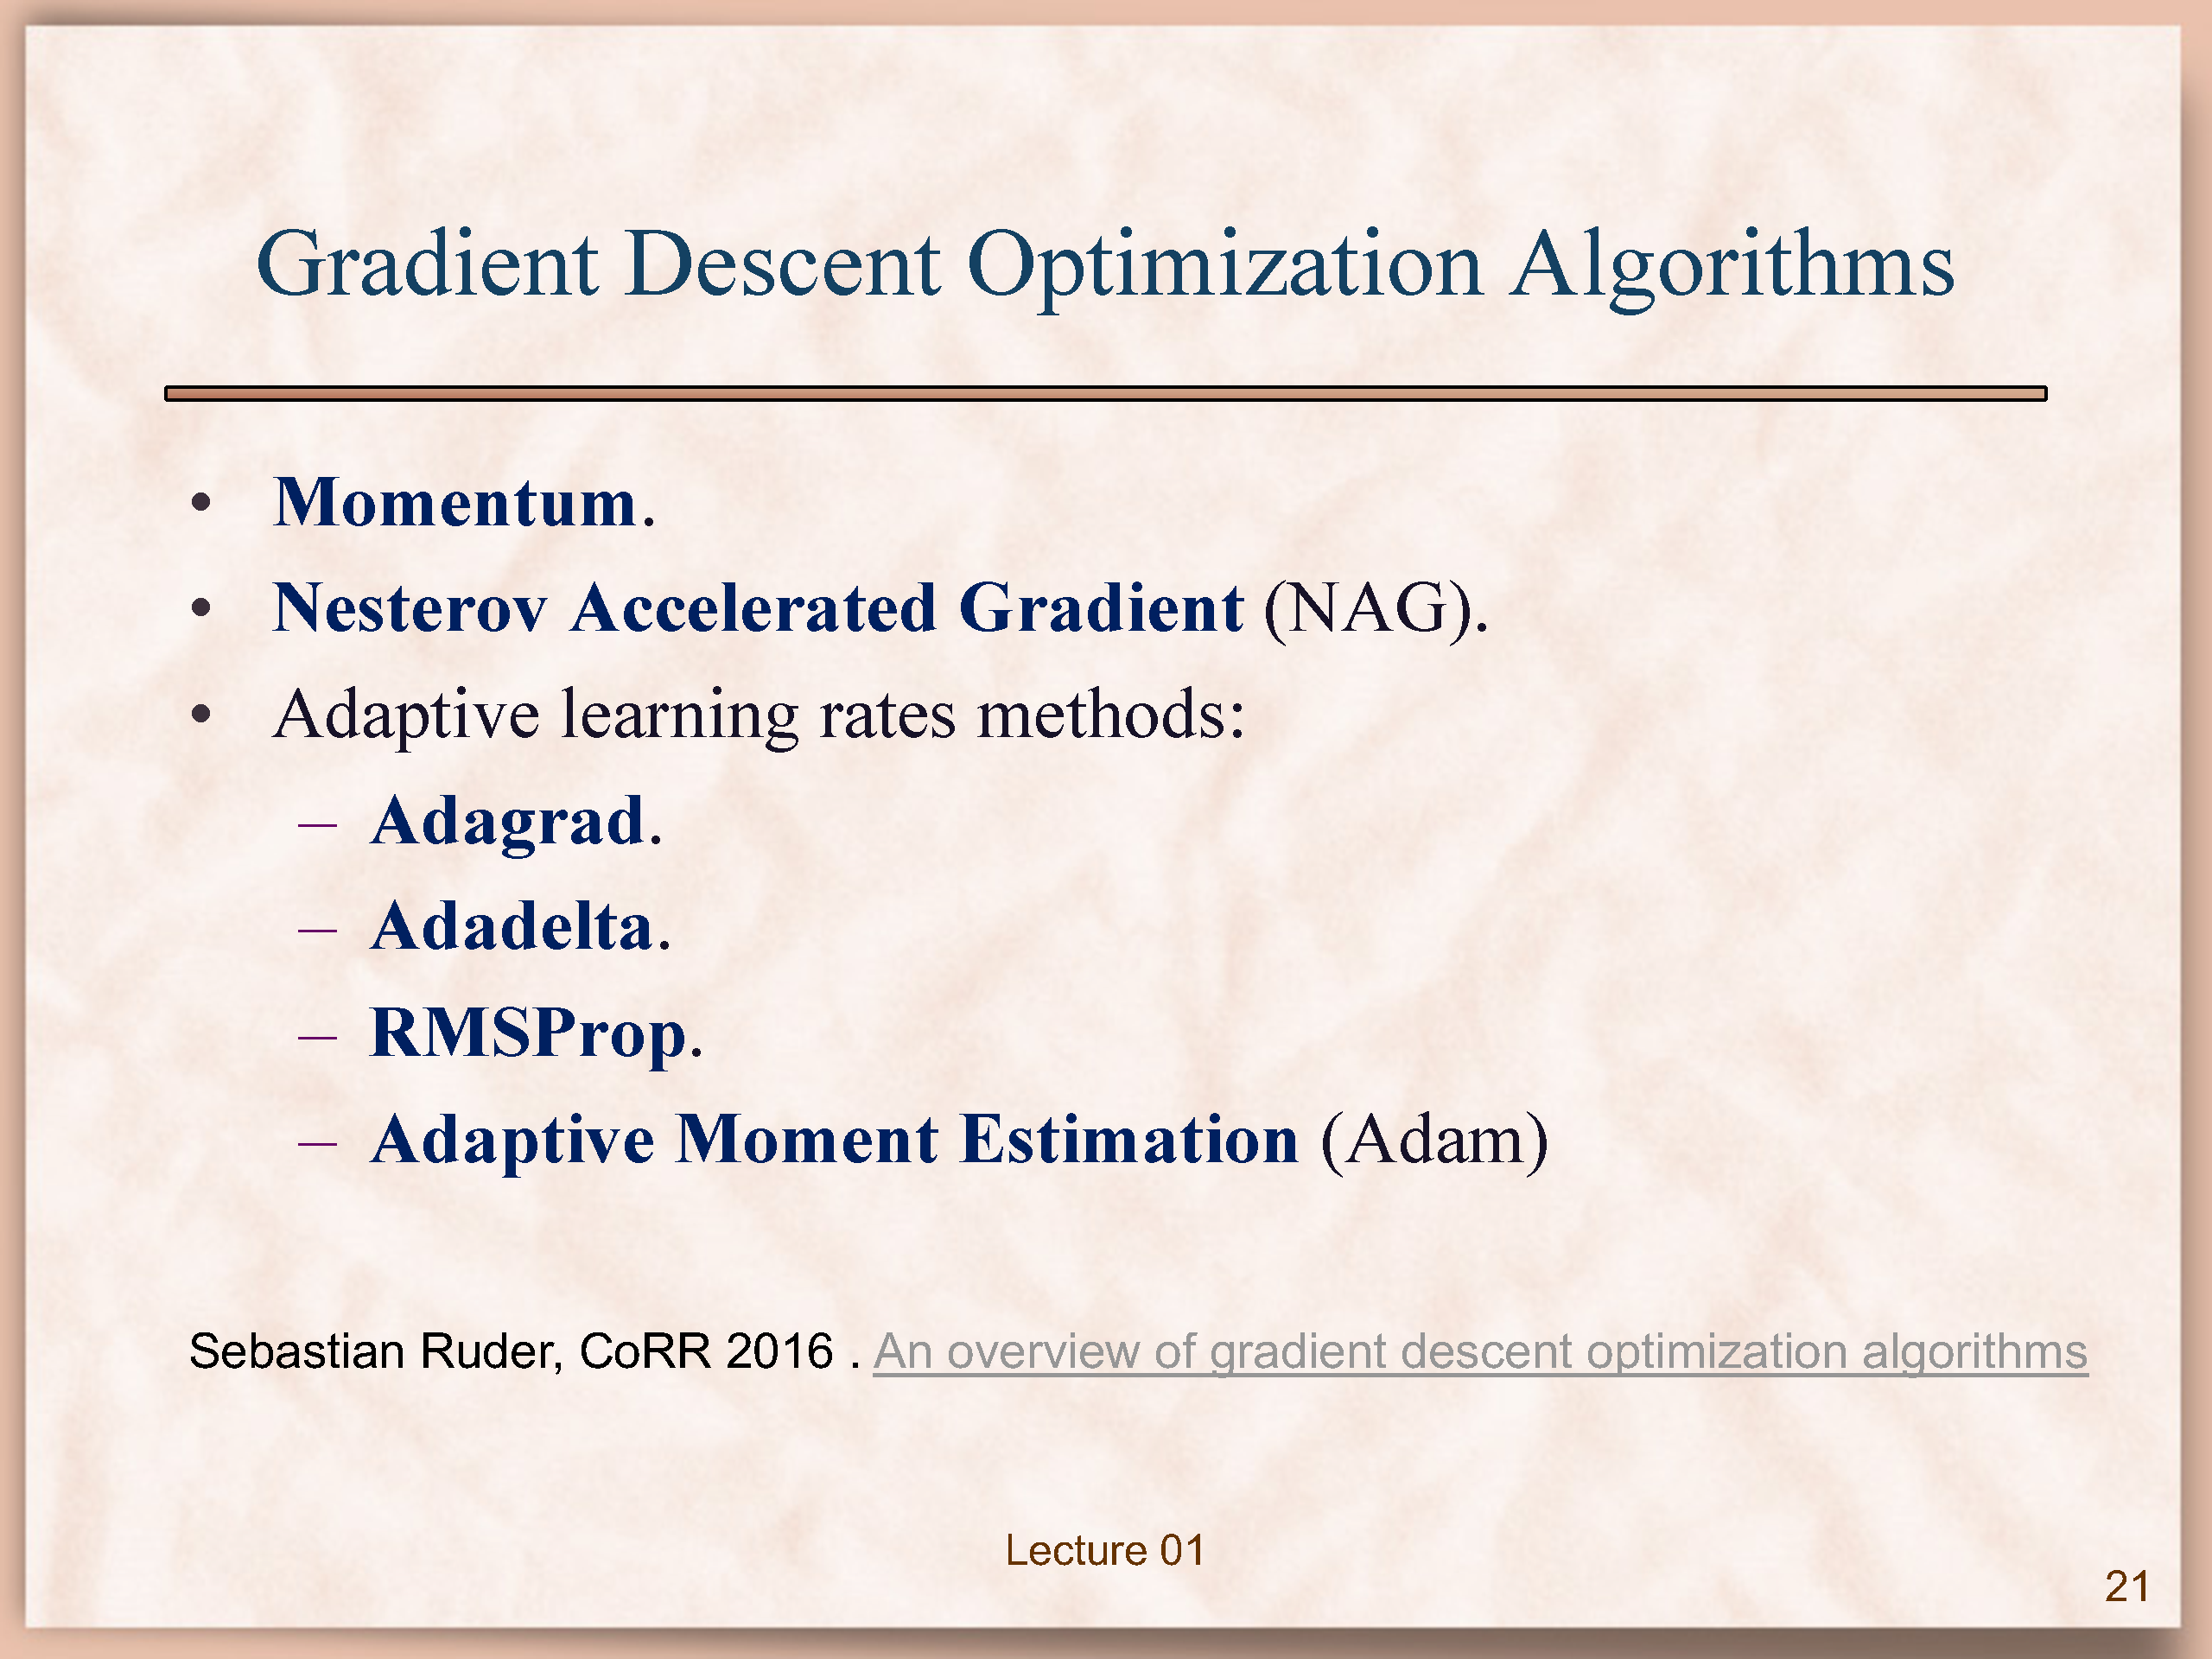 Gradient Descent Optimization Algorithms
• Momentum.
• Nesterov Accelerated Gradient (NAG).
• Adaptive learning rates methods:
– Adagrad.
– Adadelta.
– RMSProp.
– Adaptive Moment Estimation (Adam)
Sebastian Ruder, CoRR 2016 . An overview of gradient descent optimization algorithms
Lecture 01
21